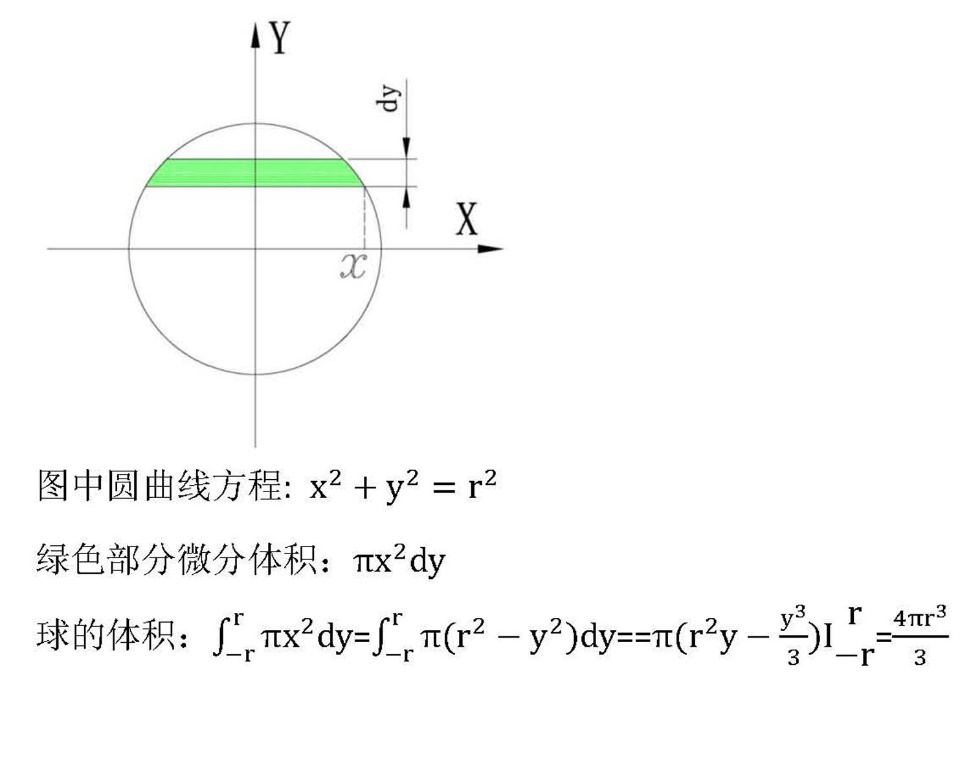 Y
dy
X
x
图中圆曲线方程: x² + y² = r²
绿色部分微分体积：πx²dy
球的体积：∫₋ᵣʳ πx²dy=∫₋ᵣʳ π(r² − y²)dy==π(r²y − y³/3)I₋ᵣʳ=4πr³/3